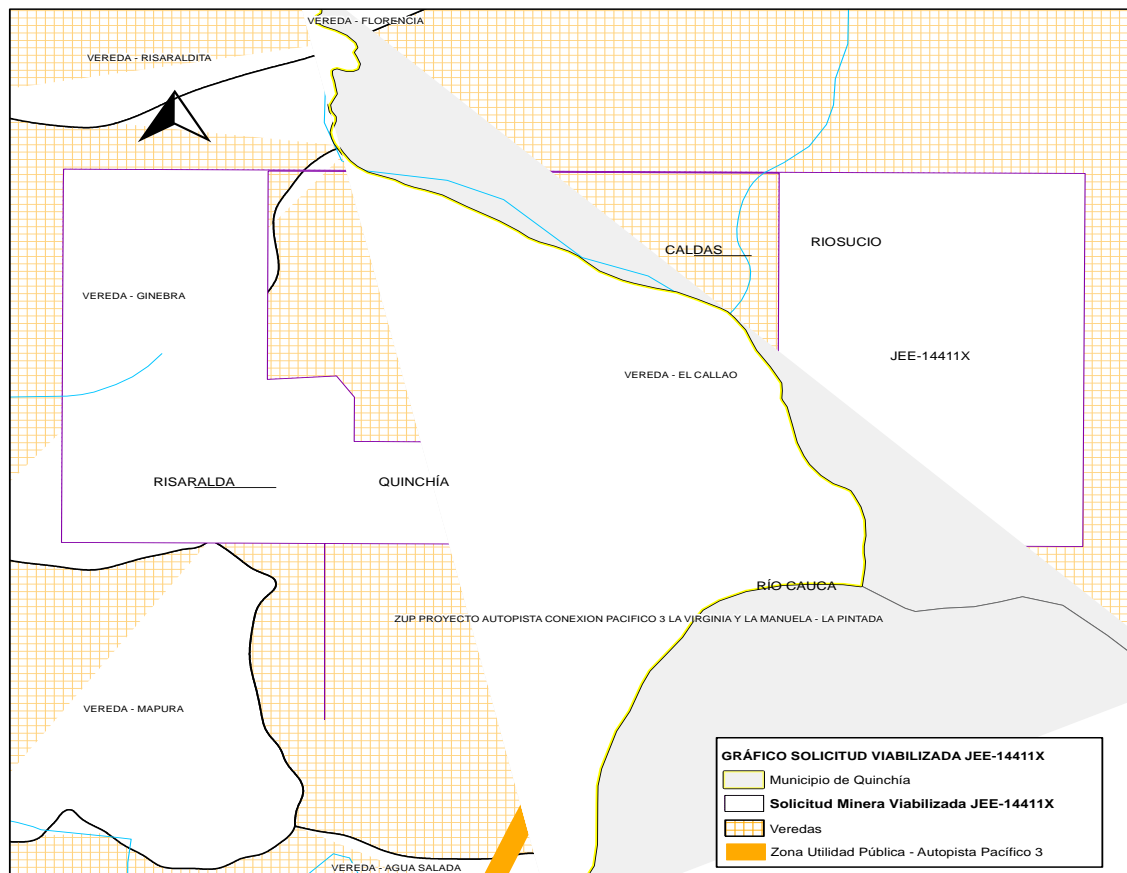 VEREDA - FLORENCIA
VEREDA - RISARALDITA
CALDAS
RIOSUCIO
VEREDA - GINEBRA
JEE-14411X
VEREDA - EL CALLAO
RISARALDA
QUINCHÍA
RÍO CAUCA
ZUP PROYECTO AUTOPISTA CONEXION PACIFICO 3 LA VIRGINIA Y LA MANUELA - LA PINTADA
VEREDA - MAPURA
GRÁFICO SOLICITUD VIABILIZADA JEE-14411X
Municipio de Quinchía
Solicitud Minera Viabilizada JEE-14411X
Veredas
Zona Utilidad Pública - Autopista Pacífico 3
VEREDA - AGUA SALADA